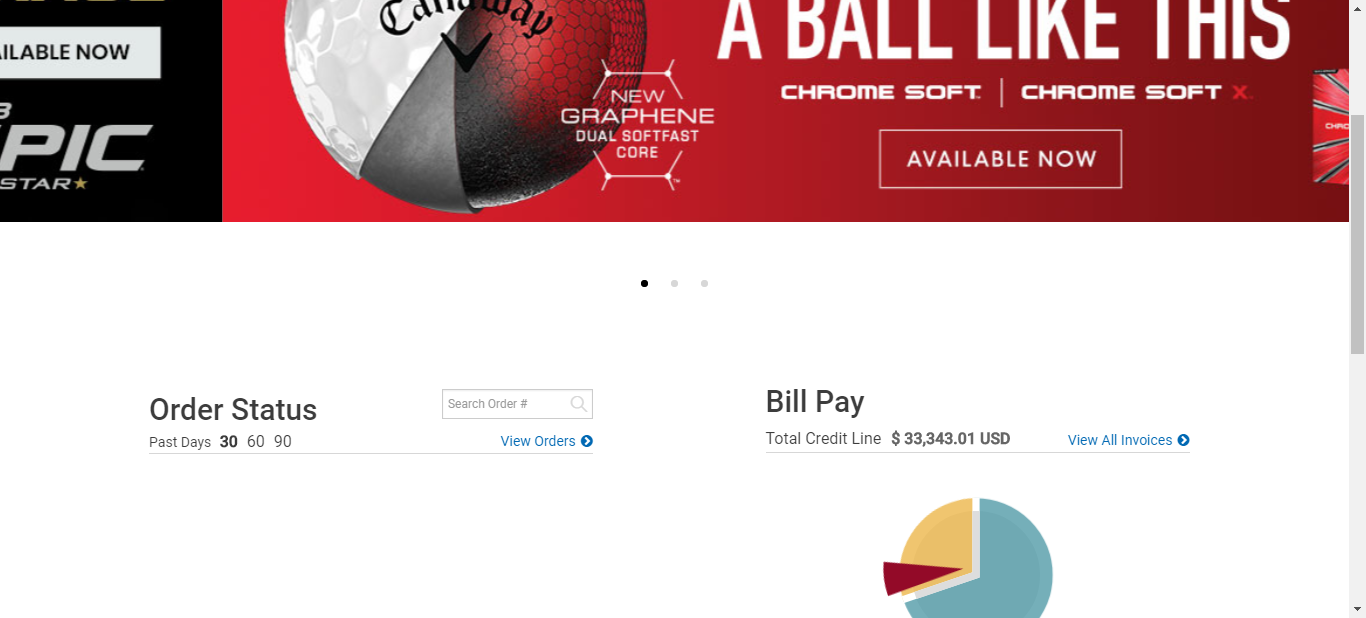 AILABLE NOW
PIC
STAR★
Callaway
NEW
GRAPHENE
DUAL SOFTFAST
CORE
™
A BALL LIKE THIS
CHROME SOFT | CHROME SOFT X
AVAILABLE NOW
CHRO
Order Status
Search Order #
Past Days 30 60 90
View Orders
Bill Pay
Total Credit Line $ 33,343.01 USD
View All Invoices